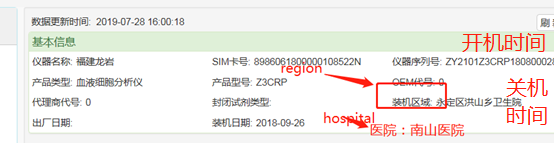 数据更新时间: 2019-07-28 16:00:18
刷
基本信息
开机时间
仪器名称: 福建龙岩 SIM卡号: 8986061800000108522N 仪器序列号: ZY2101Z3CRP18080028
region
产品类型: 血液细胞分析仪 产品型号: Z3CRP OEM代号: 0
关机时间
代理商代号: 0 封闭试剂类型: 装机区域: 永定区洪山乡卫生院
hospital
医院：南山医院
出厂日期: 装机日期: 2018-09-26